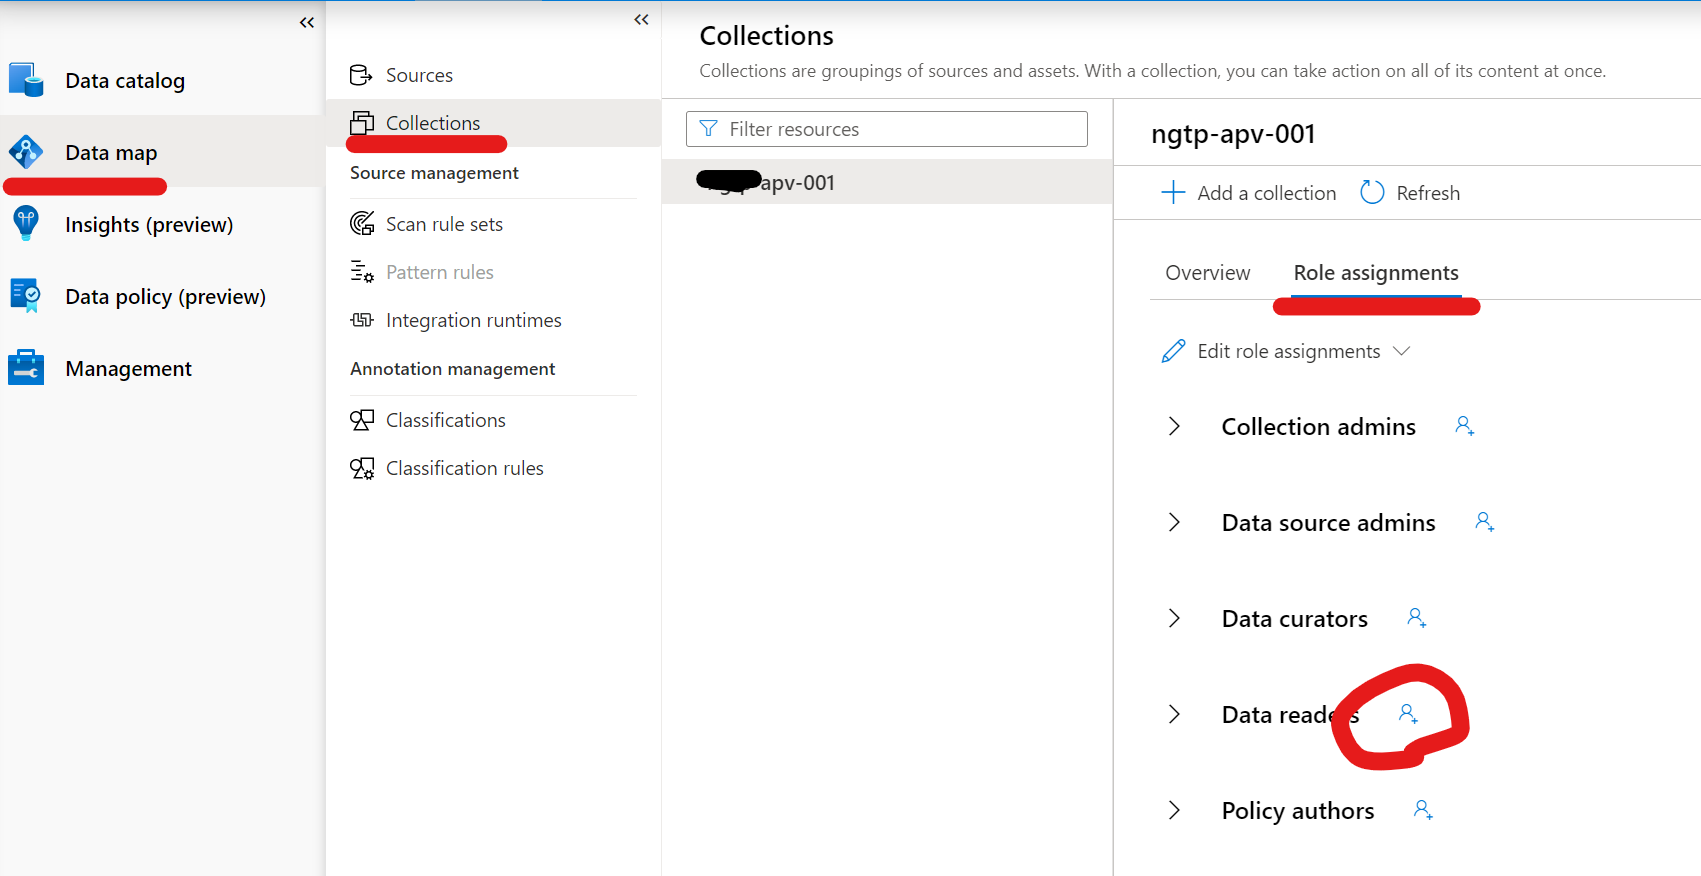 Data catalog
Data map
Insights (preview)
Data policy (preview)
Management
Sources
Collections
Source management
Scan rule sets
Pattern rules
Integration runtimes
Annotation management
Classifications
Classification rules
Collections
Collections are groupings of sources and assets. With a collection, you can take action on all of its content at once.
Filter resources
apv-001
ngtp-apv-001
Add a collection
Refresh
Overview
Role assignments
Edit role assignments
Collection admins
Data source admins
Data curators
Data readers
Policy authors